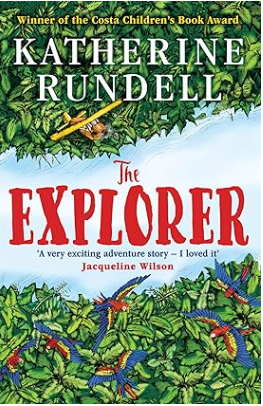 Winner of the Costa Children's Book Award
KATHERINE
RUNDELL
The
EXPLORER
'A very exciting adventure story – I loved it'
Jacqueline Wilson